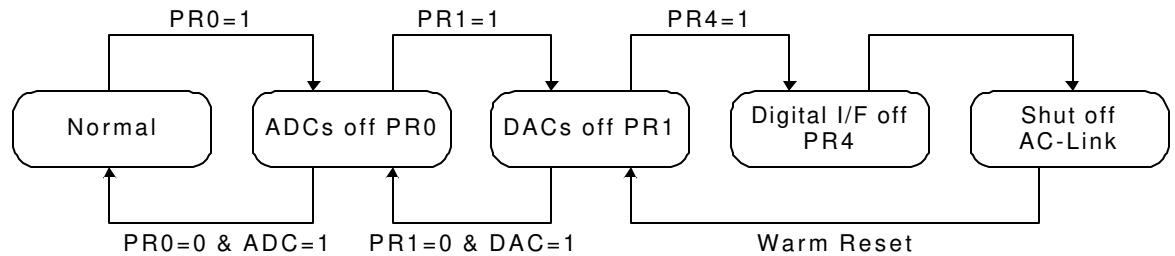 PR0=1
PR1=1
PR4=1
Normal
ADCs off PR0
DACs off PR1
Digital I/F off
PR4
Shut off
AC-Link
PR0=0 & ADC=1
PR1=0 & DAC=1
Warm Reset